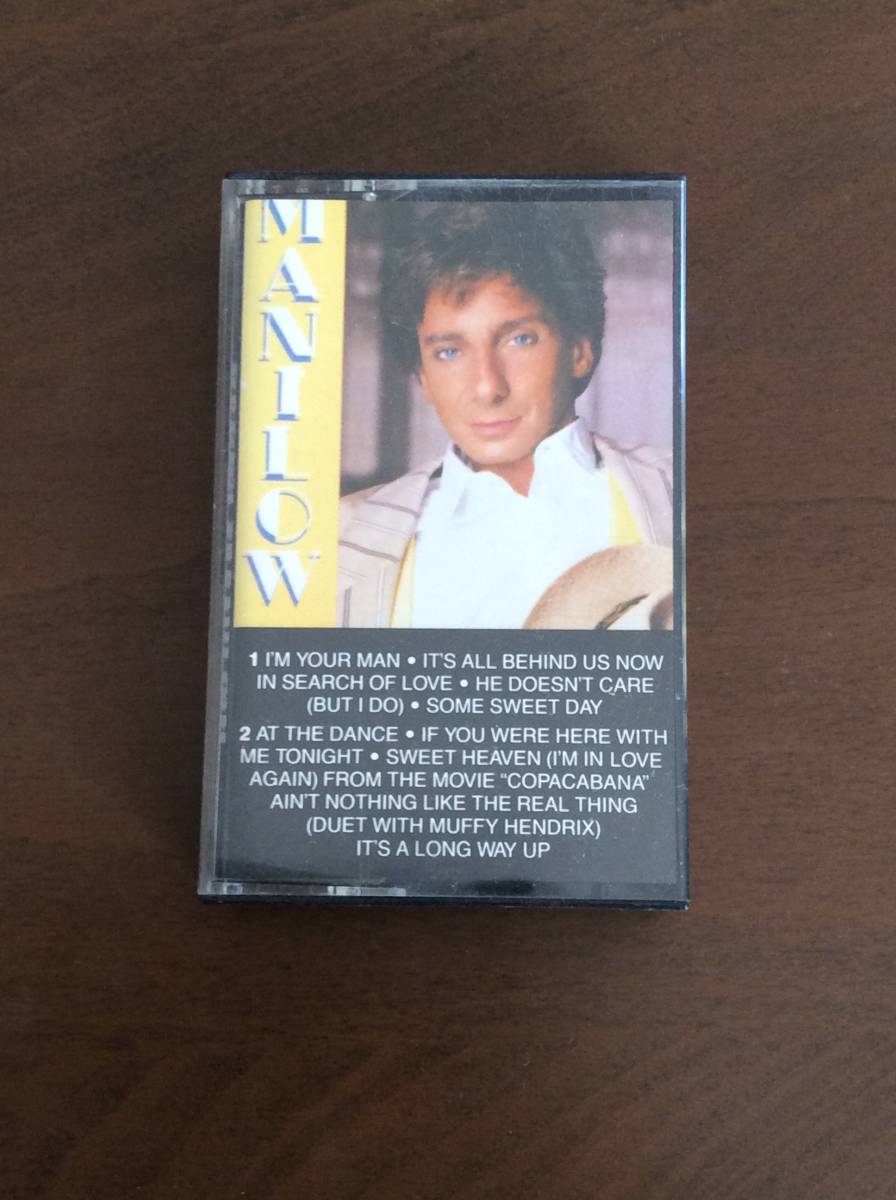 MANILOW
1 I'M YOUR MAN • IT'S ALL BEHIND US NOW
IN SEARCH OF LOVE • HE DOESN'T CARE
(BUT I DO) • SOME SWEET DAY
2 AT THE DANCE • IF YOU WERE HERE WITH
ME TONIGHT • SWEET HEAVEN (I'M IN LOVE
AGAIN) FROM THE MOVIE “COPACABANA”
AIN'T NOTHING LIKE THE REAL THING
(DUET WITH MUFFY HENDRIX)
IT'S A LONG WAY UP